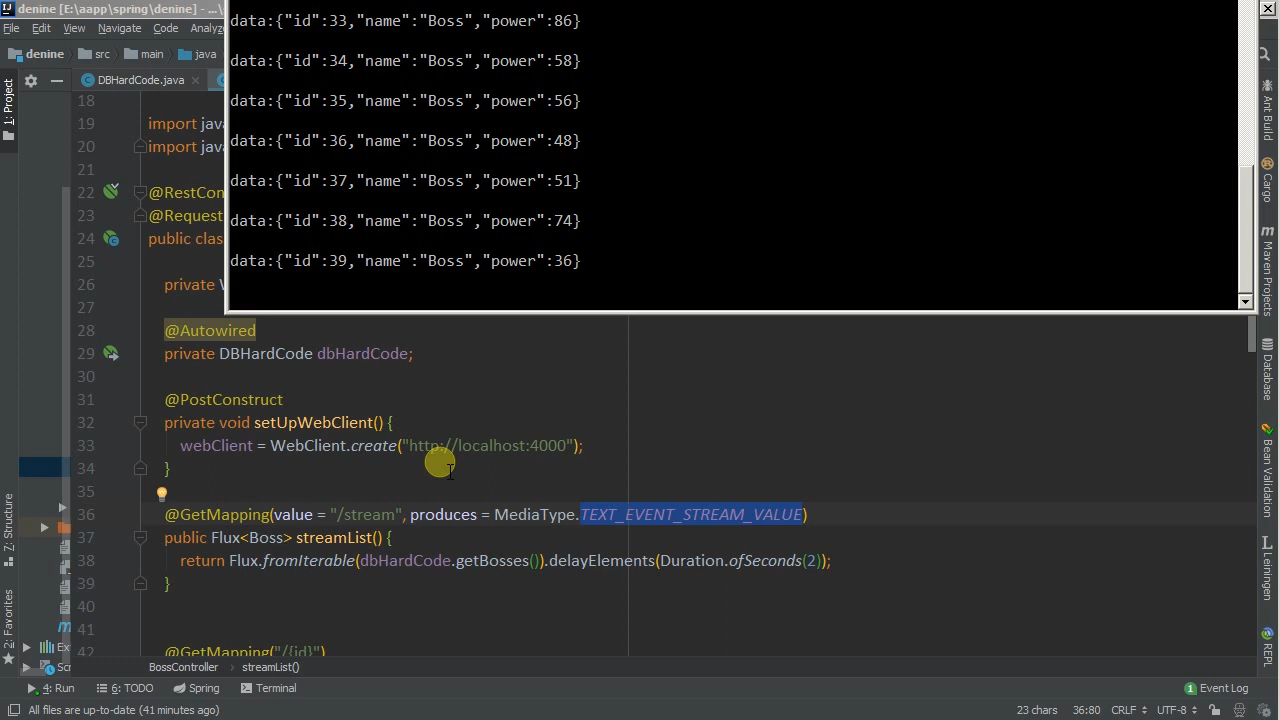 denine [E:\aapp\spring\denine] - ...\
File Edit View Navigate Code Analyz
denine src main java
DBHardCode.java
data:{"id":33,"name":"Boss","power":86}
data:{"id":34,"name":"Boss","power":58}
data:{"id":35,"name":"Boss","power":56}
data:{"id":36,"name":"Boss","power":48}
data:{"id":37,"name":"Boss","power":51}
data:{"id":38,"name":"Boss","power":74}
data:{"id":39,"name":"Boss","power":36}
1: Project
Z: Structure
2: Favorites
18
19 import java
20 import java
21
22 @RestCon
23 @Request
24 public class
25
26 private
27
28 @Autowired
29 private DBHardCode dbHardCode;
30
31 @PostConstruct
32 private void setUpWebClient() {
33 webClient = WebClient.create("http://localhost:4000");
34 }
35
36 @GetMapping(value = "/stream", produces = MediaType.TEXT_EVENT_STREAM_VALUE)
37 public Flux<Boss> streamList() {
38 return Flux.fromIterable(dbHardCode.getBosses()).delayElements(Duration.ofSeconds(2));
39 }
40
41
42 @GetMapping("/{id}")
Ex
Sc
BossController streamList()
Ant Build
Cargo
Maven Projects
Database
Bean Validation
Leiningen
REPL
4: Run 6: TODO Spring Terminal 1 Event Log
All files are up-to-date (41 minutes ago) 23 chars 36:80 CRLF UTF-8